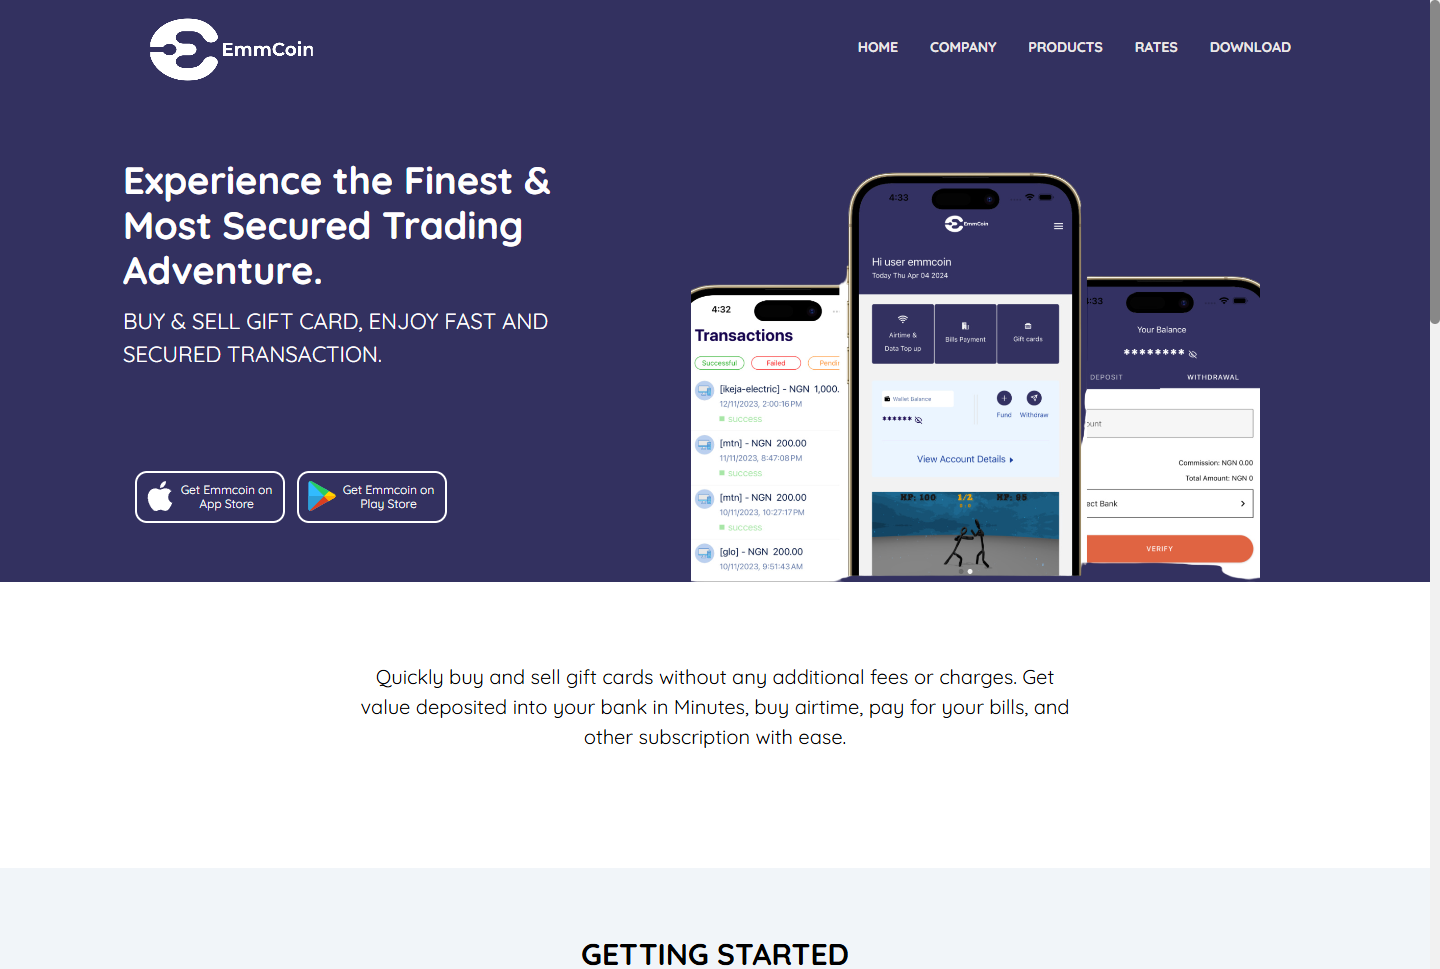 EmmCoin
HOME COMPANY PRODUCTS RATES DOWNLOAD
Experience the Finest &
Most Secured Trading
Adventure.
BUY & SELL GIFT CARD, ENJOY FAST AND
SECURED TRANSACTION.
Get Emmcoin on
App Store
Get Emmcoin on
Play Store
4:32
Transactions
Successful Failed
[ikeja-electric] - NGN 1,000.
12/11/2023, 2:00:16 PM
success
[mtn] - NGN 200.00
11/11/2023, 8:47:08 PM
success
[mtn] - NGN 200.00
10/11/2023, 10:27:17 PM
success
[glo] - NGN 200.00
10/11/2023, 9:51:43 AM
4:33
EmmCoin
Hi user emmcoin
Today Thu Apr 04 2024
Airtime &
Data Top up
Bills Payment
Gift cards
Wallet Balance
******
Fund Withdraw
View Account Details
HP: 100 1/2 HP: 95
:33
Your Balance
********
DEPOSIT WITHDRAWAL
ount
Commission: NGN 0.00
Total Amount: NGN 0
ect Bank
VERIFY
Quickly buy and sell gift cards without any additional fees or charges. Get
value deposited into your bank in Minutes, buy airtime, pay for your bills, and
other subscription with ease.
GETTING STARTED